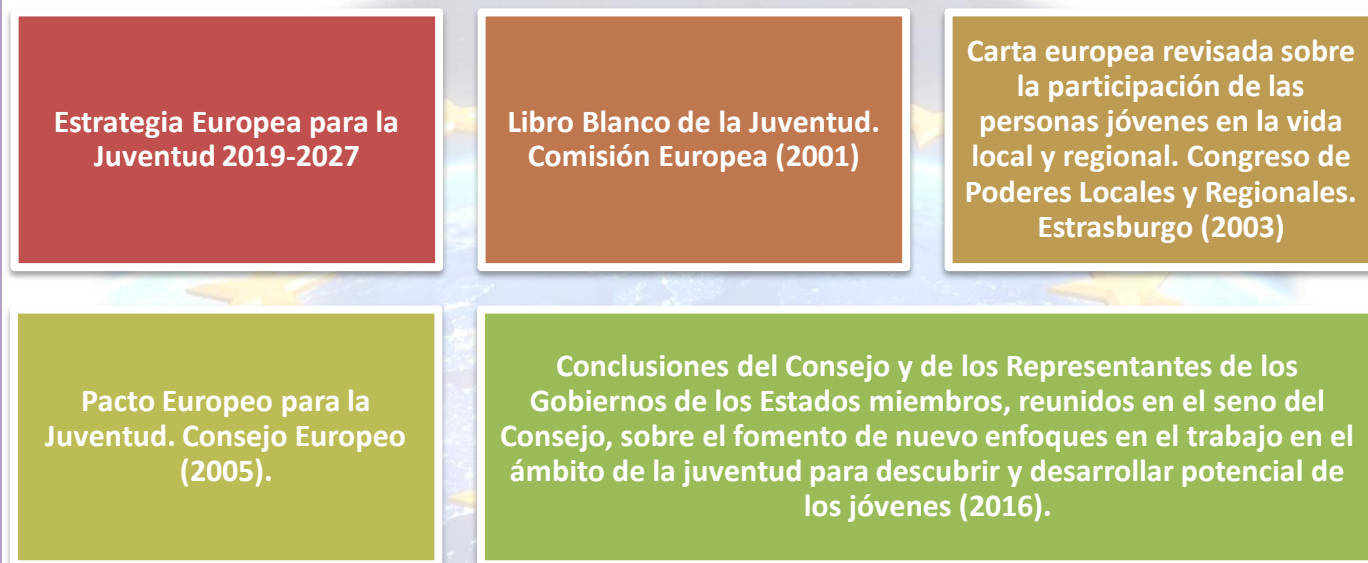 Estrategia Europea para la
Juventud 2019-2027
Libro Blanco de la Juventud.
Comisión Europea (2001)
Carta europea revisada sobre
la participación de las
personas jóvenes en la vida
local y regional. Congreso de
Poderes Locales y Regionales.
Estrasburgo (2003)
Pacto Europeo para la
Juventud. Consejo Europeo
(2005).
Conclusiones del Consejo y de los Representantes de los
Gobiernos de los Estados miembros, reunidos en el seno del
Consejo, sobre el fomento de nuevo enfoques en el trabajo en el
ámbito de la juventud para descubrir y desarrollar potencial de
los jóvenes (2016).